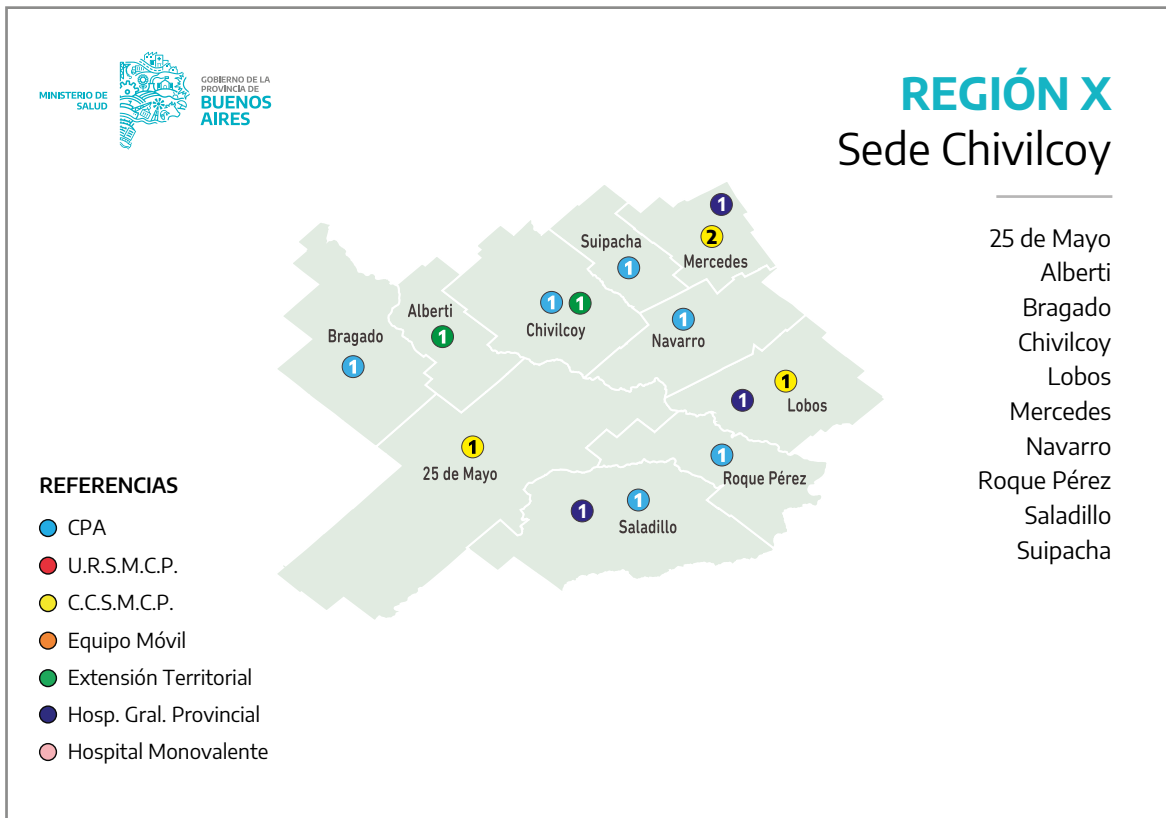 MINISTERIO DE
SALUD
GOBIERNO DE LA
PROVINCIA DE
BUENOS
AIRES
REGIÓN X
Sede Chivilcoy
25 de Mayo
Alberti
Bragado
Chivilcoy
Lobos
Mercedes
Navarro
Roque Pérez
Saladillo
Suipacha
1
2
Mercedes
Suipacha
1
1
1
Chivilcoy
Alberti
1
1
Navarro
Bragado
1
1
1
Lobos
1
25 de Mayo
1
Roque Pérez
1
1
Saladillo
REFERENCIAS
CPA
U.R.S.M.C.P.
C.C.S.M.C.P.
Equipo Móvil
Extensión Territorial
Hosp. Gral. Provincial
Hospital Monovalente